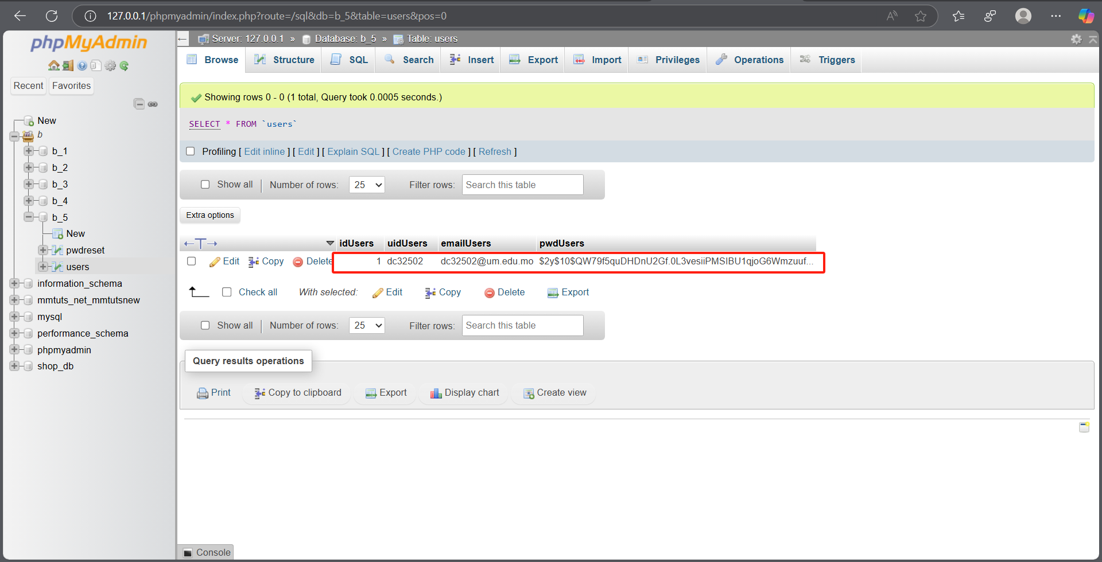 127.0.0.1/phpmyadmin/index.php?route=/sql&db=b_5&table=users&pos=0
phpMyAdmin
Recent Favorites
New
b
b_1
b_2
b_3
b_4
b_5
New
pwdreset
users
information_schema
mmtuts_net_mmtutsnew
mysql
performance_schema
phpmyadmin
shop_db
Server: 127.0.0.1 » Database: b_5 » Table: users
Browse Structure SQL Search Insert Export Import Privileges Operations Triggers
Showing rows 0 - 0 (1 total, Query took 0.0005 seconds.)
SELECT * FROM `users`
Profiling [ Edit inline ] [ Edit ] [ Explain SQL ] [ Create PHP code ] [ Refresh ]
Show all Number of rows: 25 Filter rows: Search this table
Extra options
←T→ idUsers uidUsers emailUsers pwdUsers
Edit Copy Delete 1 dc32502 dc32502@um.edu.mo $2y$10$QW79f5quDHDnU2Gf.0L3vesiiPMSIBU1qjoG6Wmzuuf...
Check all With selected: Edit Copy Delete Export
Show all Number of rows: 25 Filter rows: Search this table
Query results operations
Print Copy to clipboard Export Display chart Create view
Console